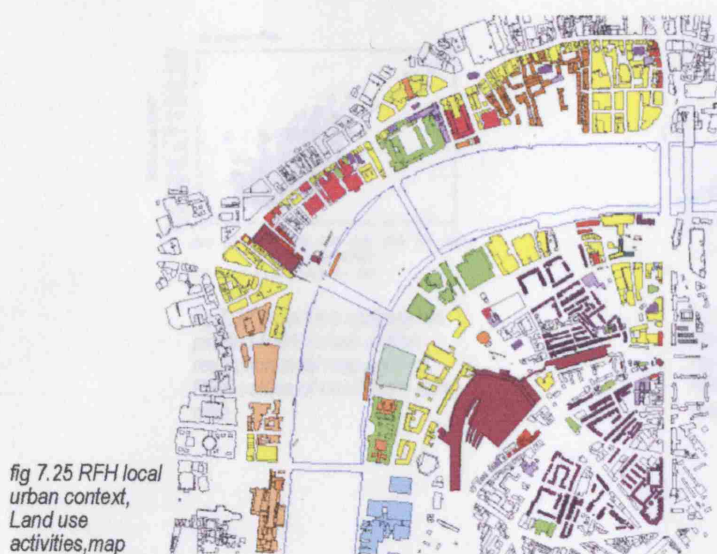 fig 7.25 RFH local
urban context,
Land use
activities,map